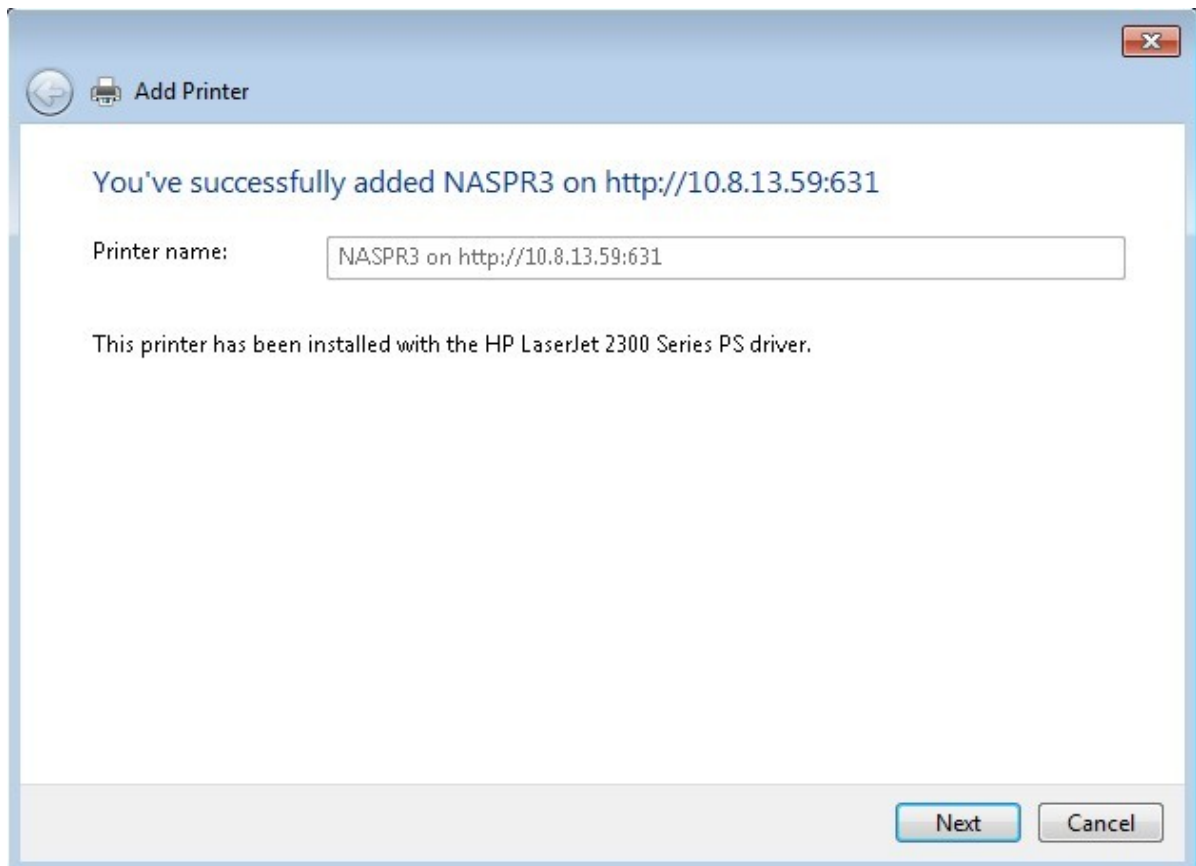 Add Printer
You've successfully added NASPR3 on http://10.8.13.59:631
Printer name:
NASPR3 on http://10.8.13.59:631
This printer has been installed with the HP LaserJet 2300 Series PS driver.
Next
Cancel